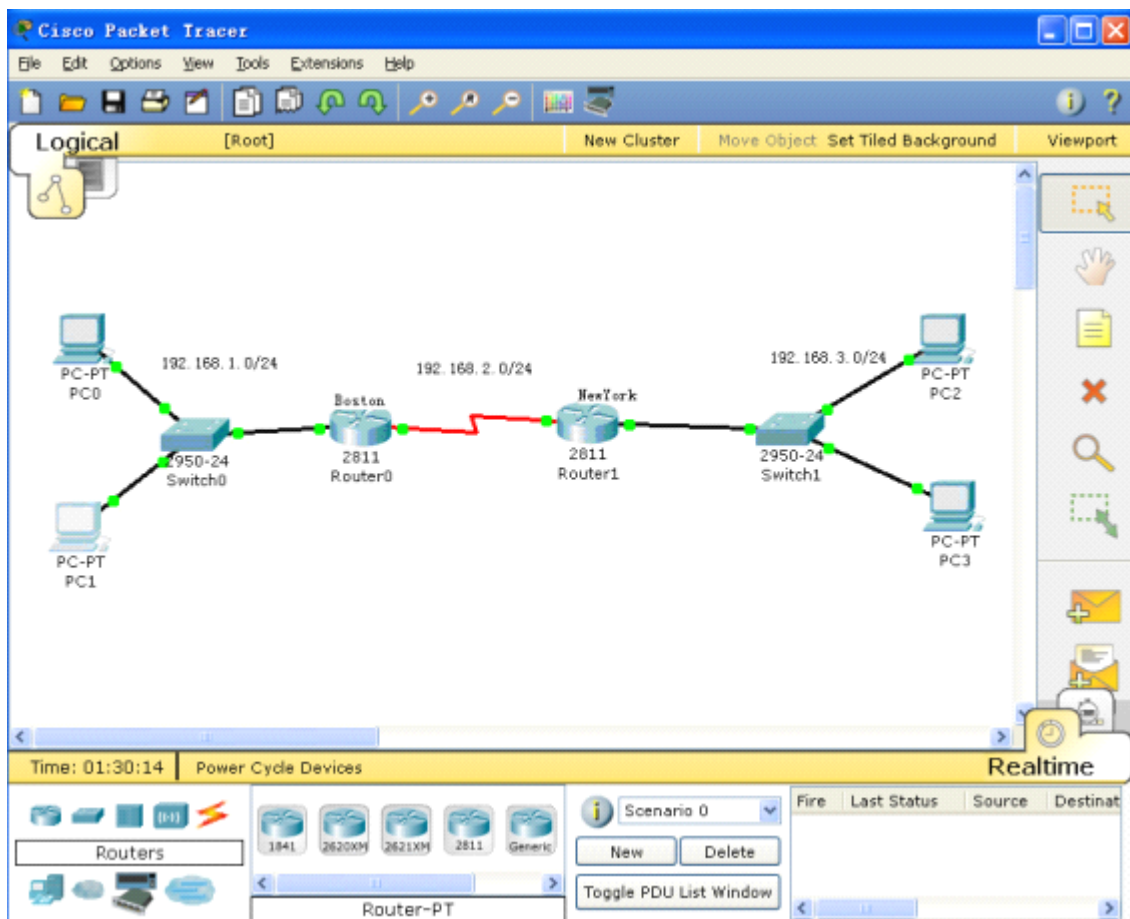 Cisco Packet Tracer
File Edit Options View Tools Extensions Help
i ?
Logical [Root] New Cluster Move Object Set Tiled Background Viewport
192.168.1.0/24
192.168.2.0/24
192.168.3.0/24
PC-PT
PC0
Boston
NewYork
PC-PT
PC2
2950-24
Switch0
2811
Router0
2811
Router1
2950-24
Switch1
PC-PT
PC1
PC-PT
PC3
Time: 01:30:14 Power Cycle Devices Realtime
Routers
1841 2620XM 2621XM 2811 Generic
Router-PT
i Scenario 0
New Delete
Toggle PDU List Window
Fire Last Status Source Destinat